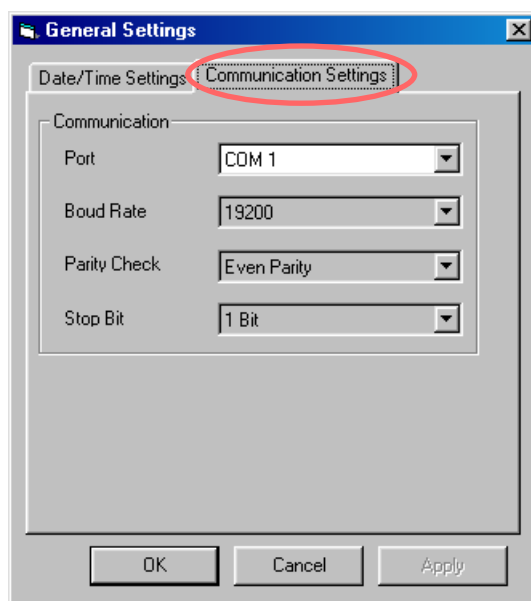 General Settings
Date/Time Settings Communication Settings
Communication
Port COM 1
Boud Rate 19200
Parity Check Even Parity
Stop Bit 1 Bit
OK Cancel Apply